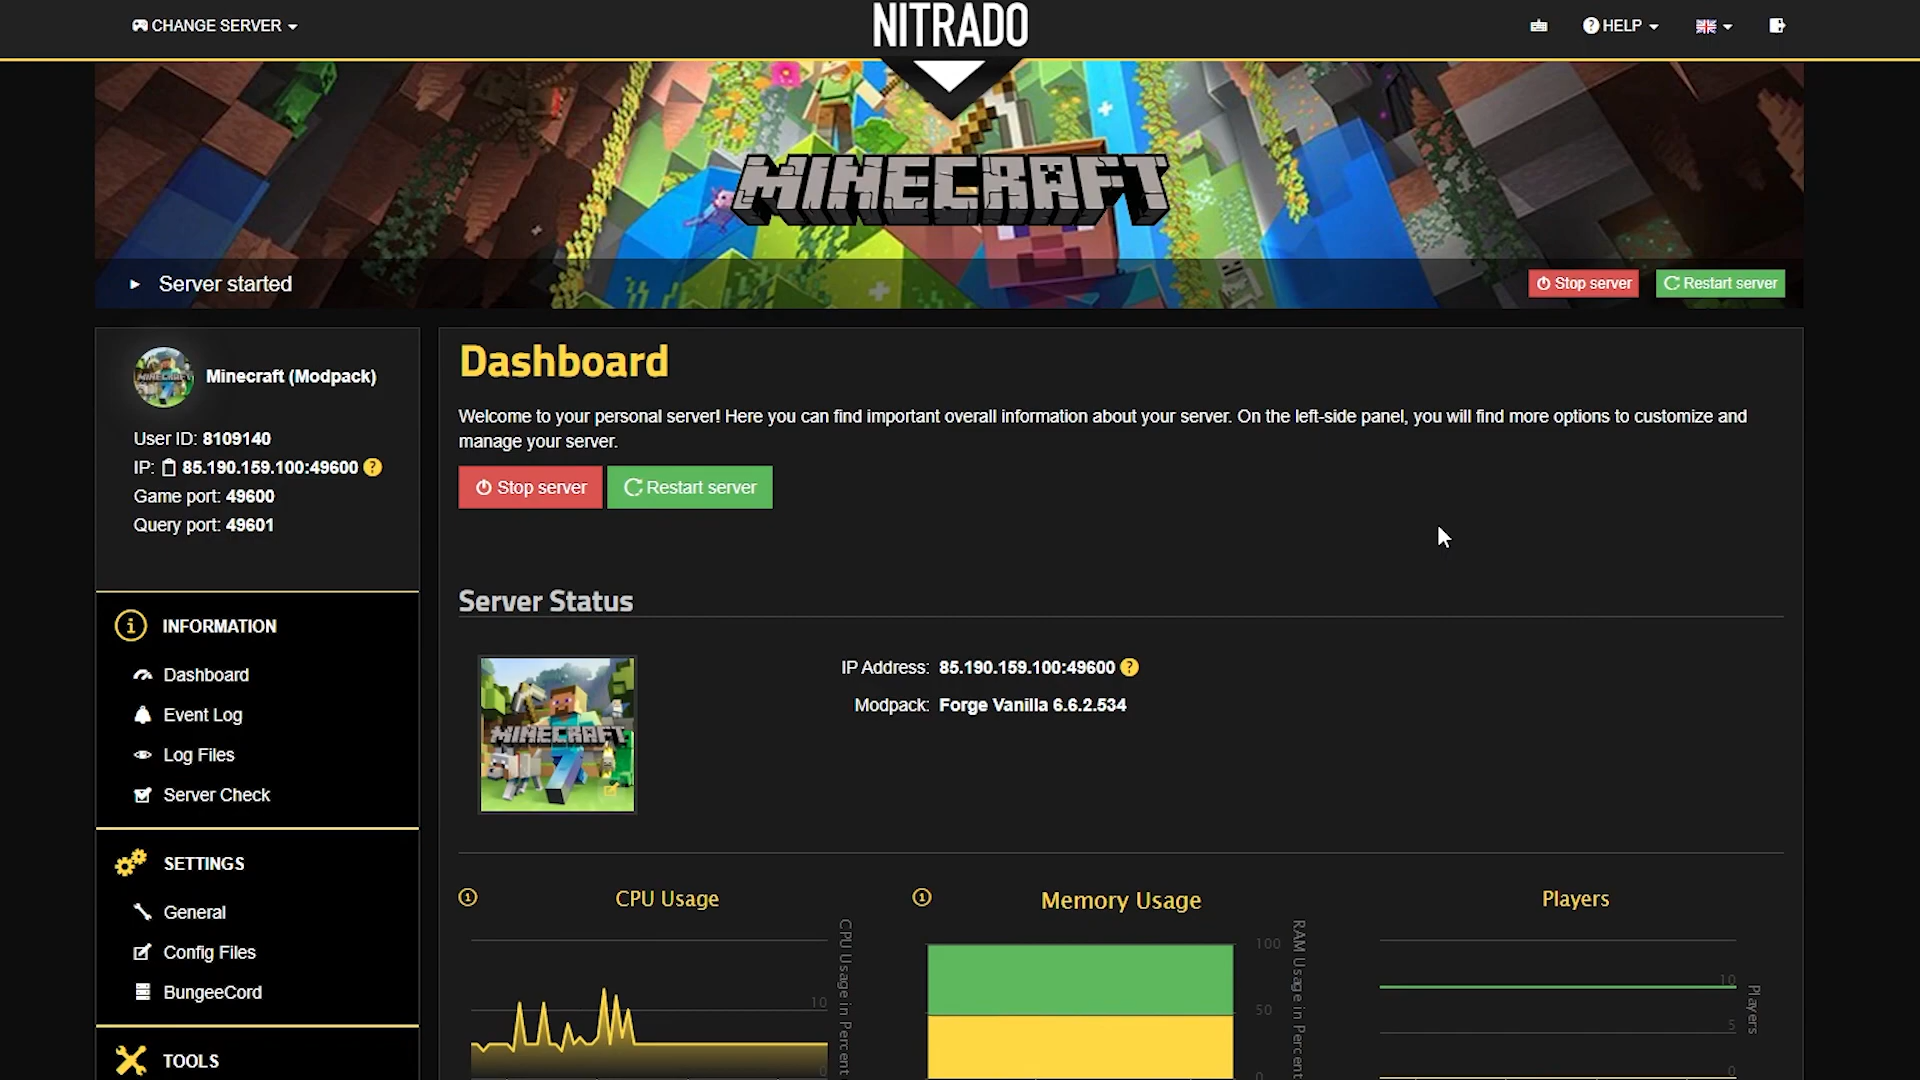 CHANGE SERVER
NITRADO
HELP
MINECRAFT
Server started
Stop server
Restart server
MINECRAFT
Minecraft (Modpack)
User ID: 8109140
IP: 85.190.159.100:49600 ?
Game port: 49600
Query port: 49601
INFORMATION
Dashboard
Event Log
Log Files
Server Check
SETTINGS
General
Config Files
BungeeCord
TOOLS
Dashboard
Welcome to your personal server! Here you can find important overall information about your server. On the left-side panel, you will find more options to customize and
manage your server.
Stop server
Restart server
Server Status
MINECRAFT
IP Address: 85.190.159.100:49600 ?
Modpack: Forge Vanilla 6.6.2.534
CPU Usage
10
0
CPU Usage in Percent
Memory Usage
100
50
0
RAM Usage in Percent
Players
10
5
0
Players